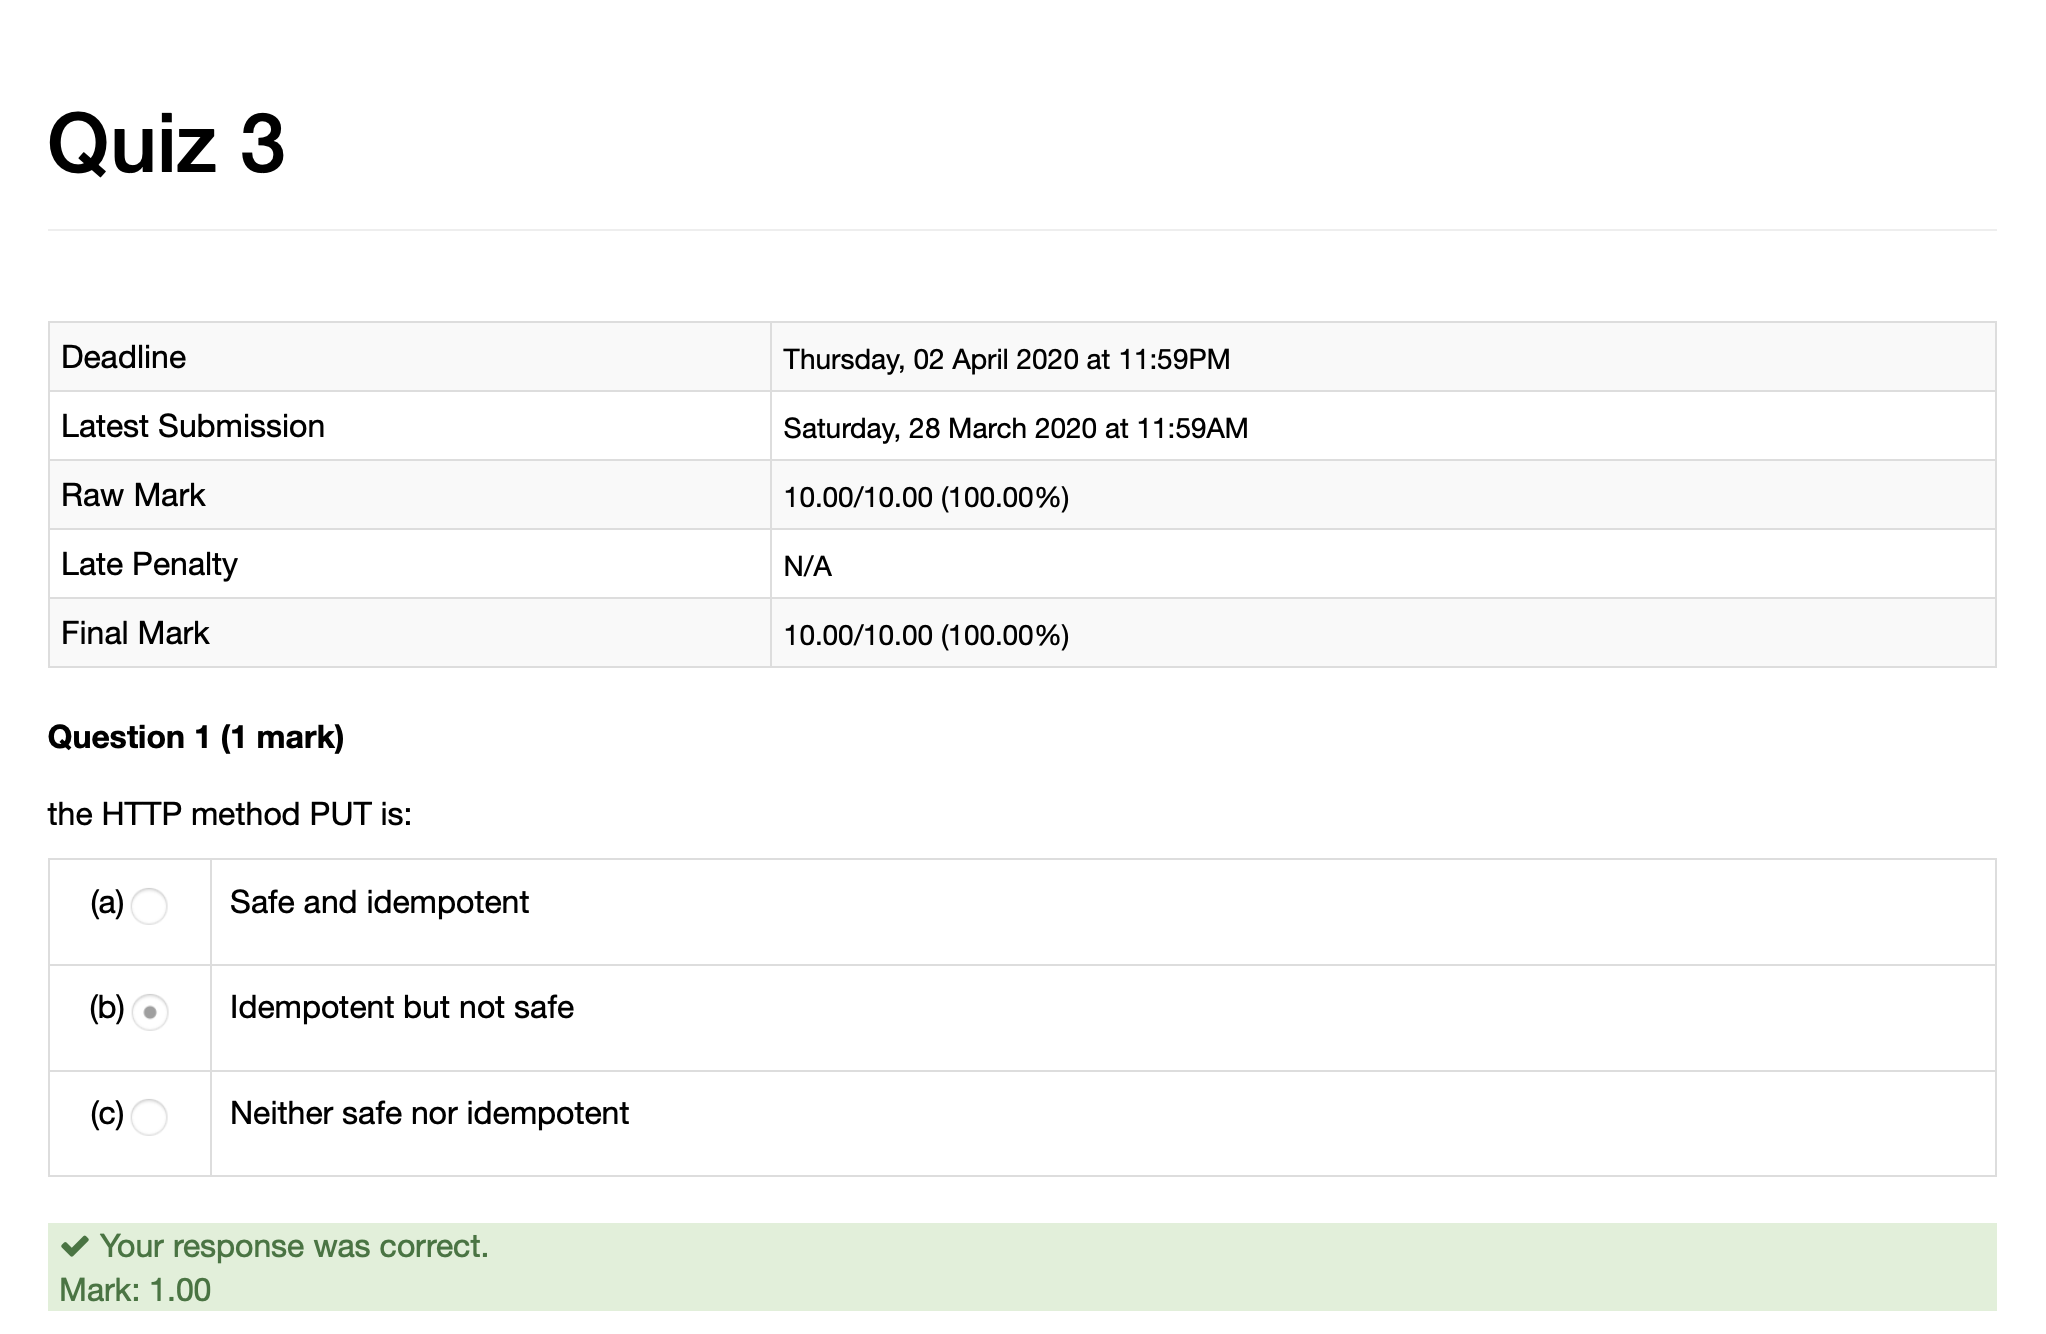 Quiz 3
Deadline Thursday, 02 April 2020 at 11:59PM
Latest Submission Saturday, 28 March 2020 at 11:59AM
Raw Mark 10.00/10.00 (100.00%)
Late Penalty N/A
Final Mark 10.00/10.00 (100.00%)
Question 1 (1 mark)
the HTTP method PUT is:
(a) Safe and idempotent
(b) Idempotent but not safe
(c) Neither safe nor idempotent
Your response was correct.
Mark: 1.00